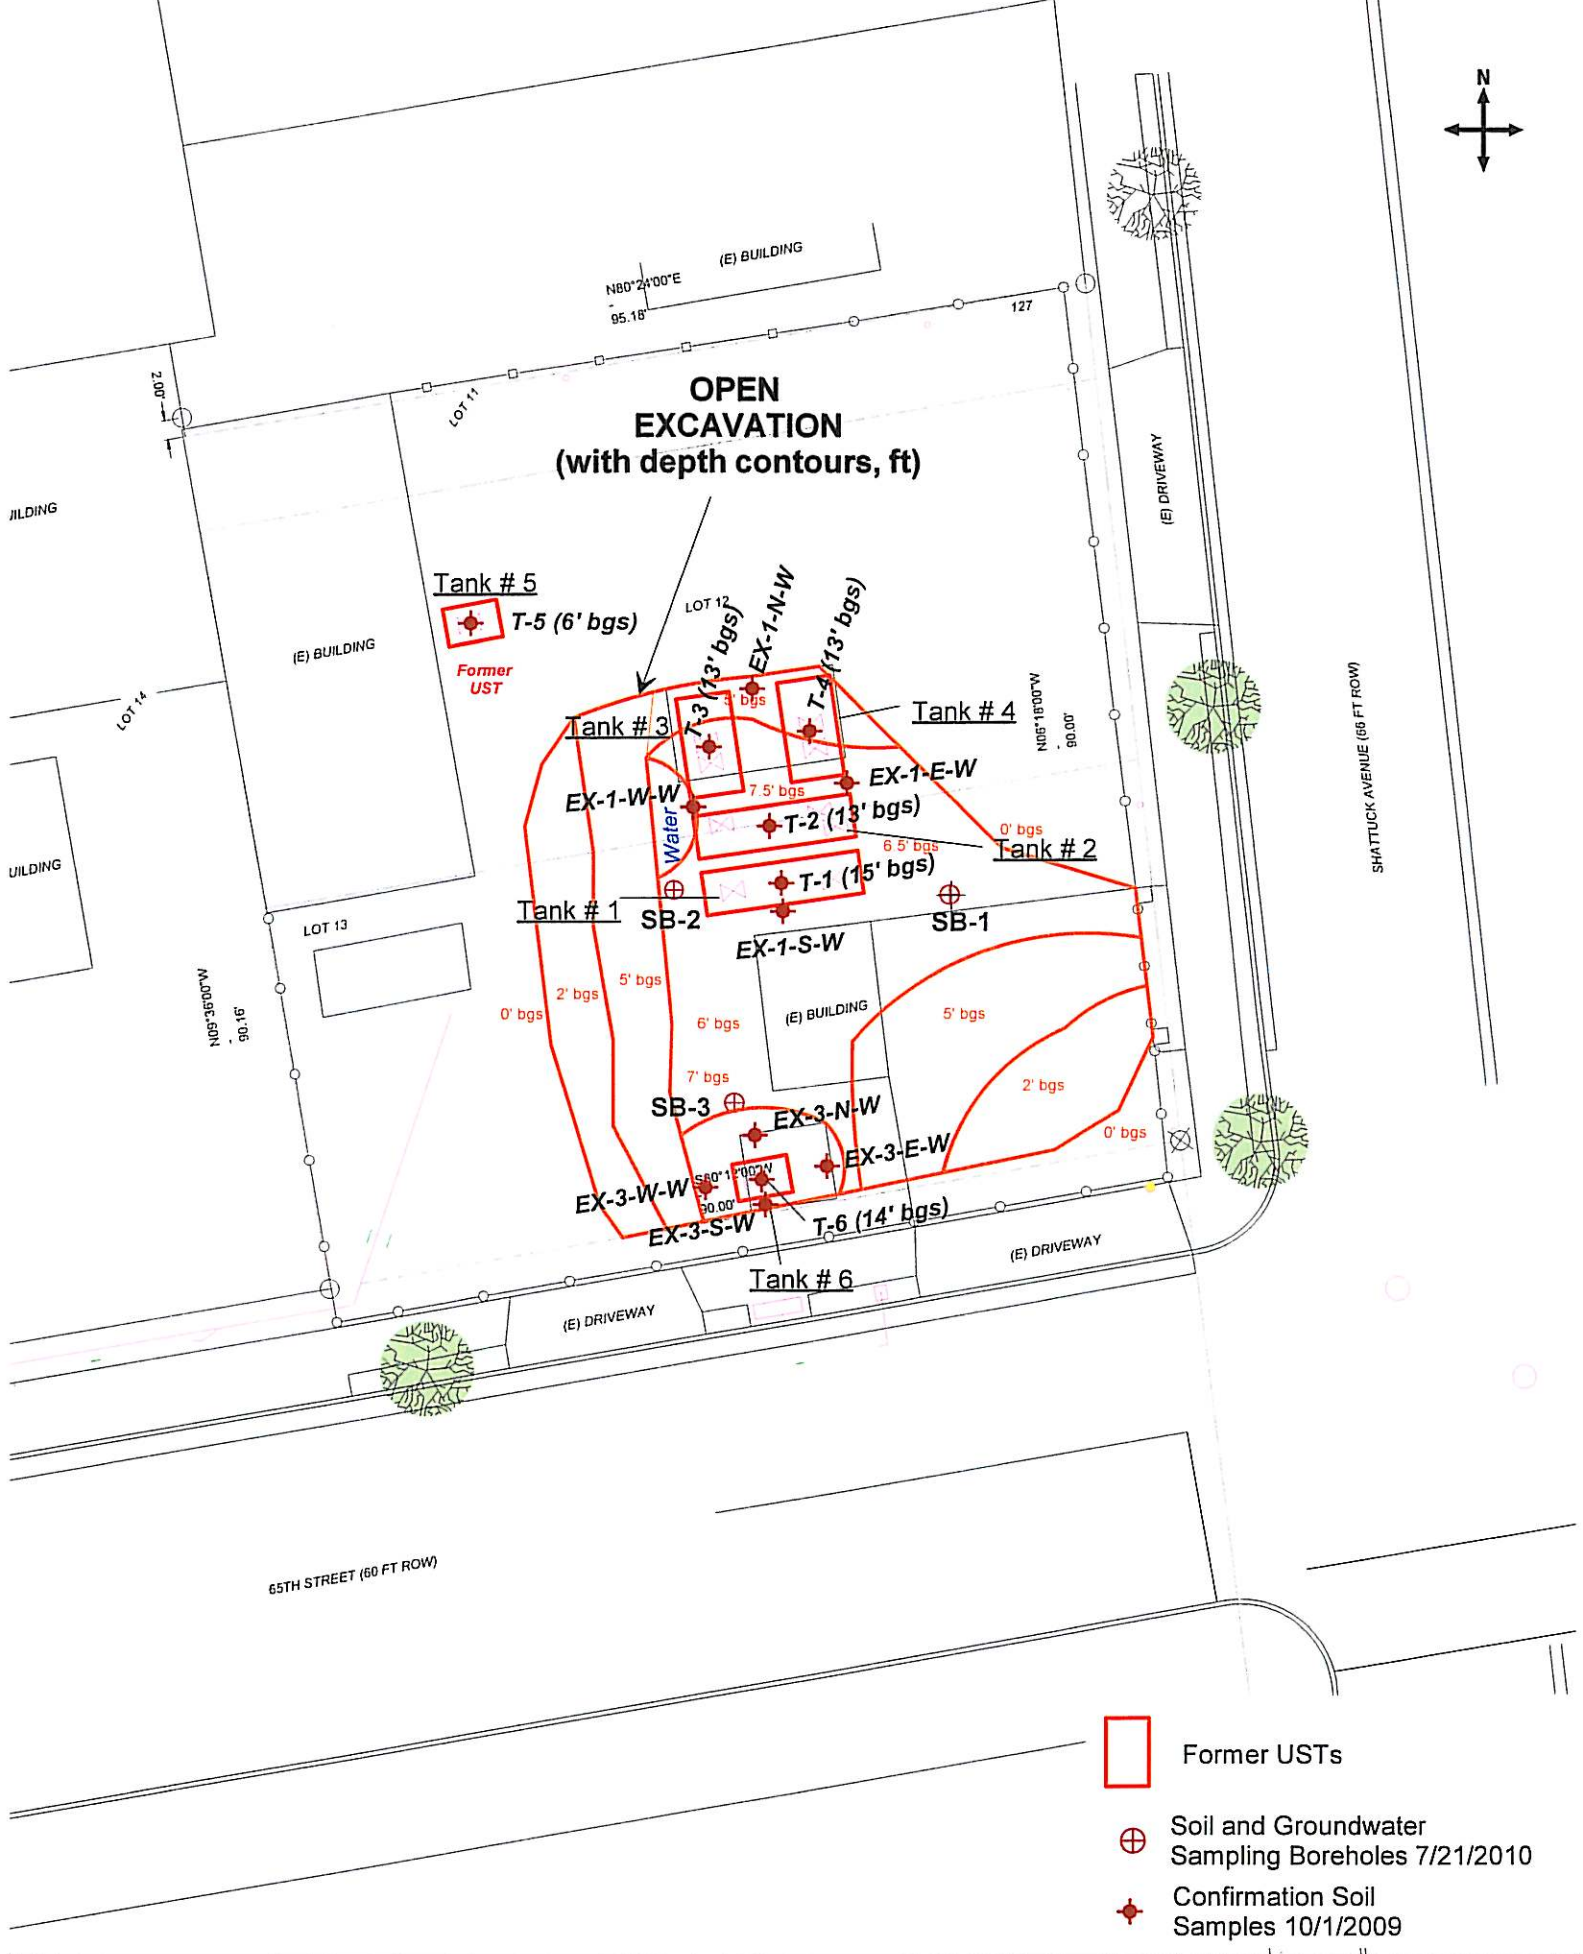 N
(E) BUILDING
N80°24'00"E
-
95.18'
127
2.00'
LOT 11
OPEN
EXCAVATION
(with depth contours, ft)
(E) DRIVEWAY
UILDING
Tank # 5
T-5 (6' bgs)
Former
UST
LOT 12
EX-1-N-W
T-3 (13' bgs)
T-4 (13' bgs)
(E) BUILDING
LOT 14
N06°18'00"W
-
90.00'
SHATTUCK AVENUE (66 FT ROW)
bgs
Tank # 3
Tank # 4
EX-1-E-W
EX-1-W-W
7.5' bgs
T-2 (13' bgs)
Water
0' bgs
6 5' bgs
Tank # 2
UILDING
T-1 (15' bgs)
Tank # 1
SB-2
SB-1
LOT 13
EX-1-S-W
N09°36'00"W
-
90.16'
5' bgs
2' bgs
0' bgs
6' bgs
(E) BUILDING
5' bgs
7' bgs
2' bgs
SB-3
EX-3-N-W
0' bgs
EX-3-E-W
S80°12'00"W
90.00'
EX-3-W-W
EX-3-S-W
T-6 (14' bgs)
(E) DRIVEWAY
Tank # 6
(E) DRIVEWAY
65TH STREET (60 FT ROW)
Former USTs
Soil and Groundwater
Sampling Boreholes 7/21/2010
Confirmation Soil
Samples 10/1/2009